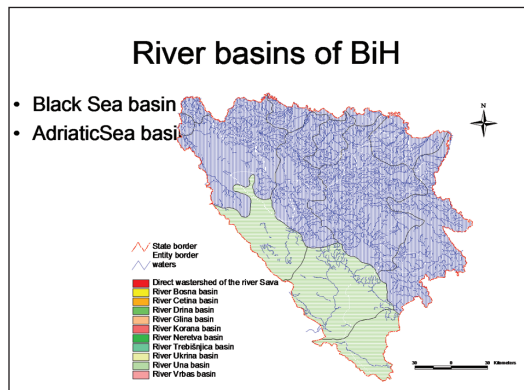 River basins of BiH
• Black Sea basin
• AdriaticSea basi
N
State border
Entity border
waters
Direct wastershed of the river Sava
River Bosna basin
River Cetina basin
River Drina basin
River Glina basin
River Korana basin
River Neretva basin
River Trebišnjica basin
River Ukrina basin
River Una basin
River Vrbas basin
Kilometers